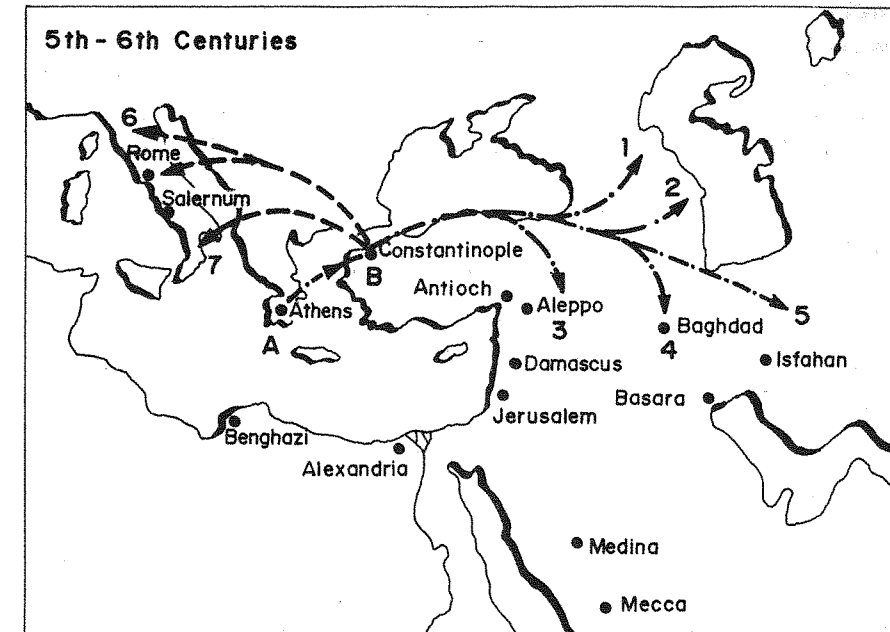 5th - 6th Centuries
6
Rome
1
Salernum
2
7
Constantinople
B
Antioch
Aleppo
Athens
3
A
Baghdad
4
5
Isfahan
Damascus
Jerusalem
Basara
Benghazi
Alexandria
Medina
Mecca